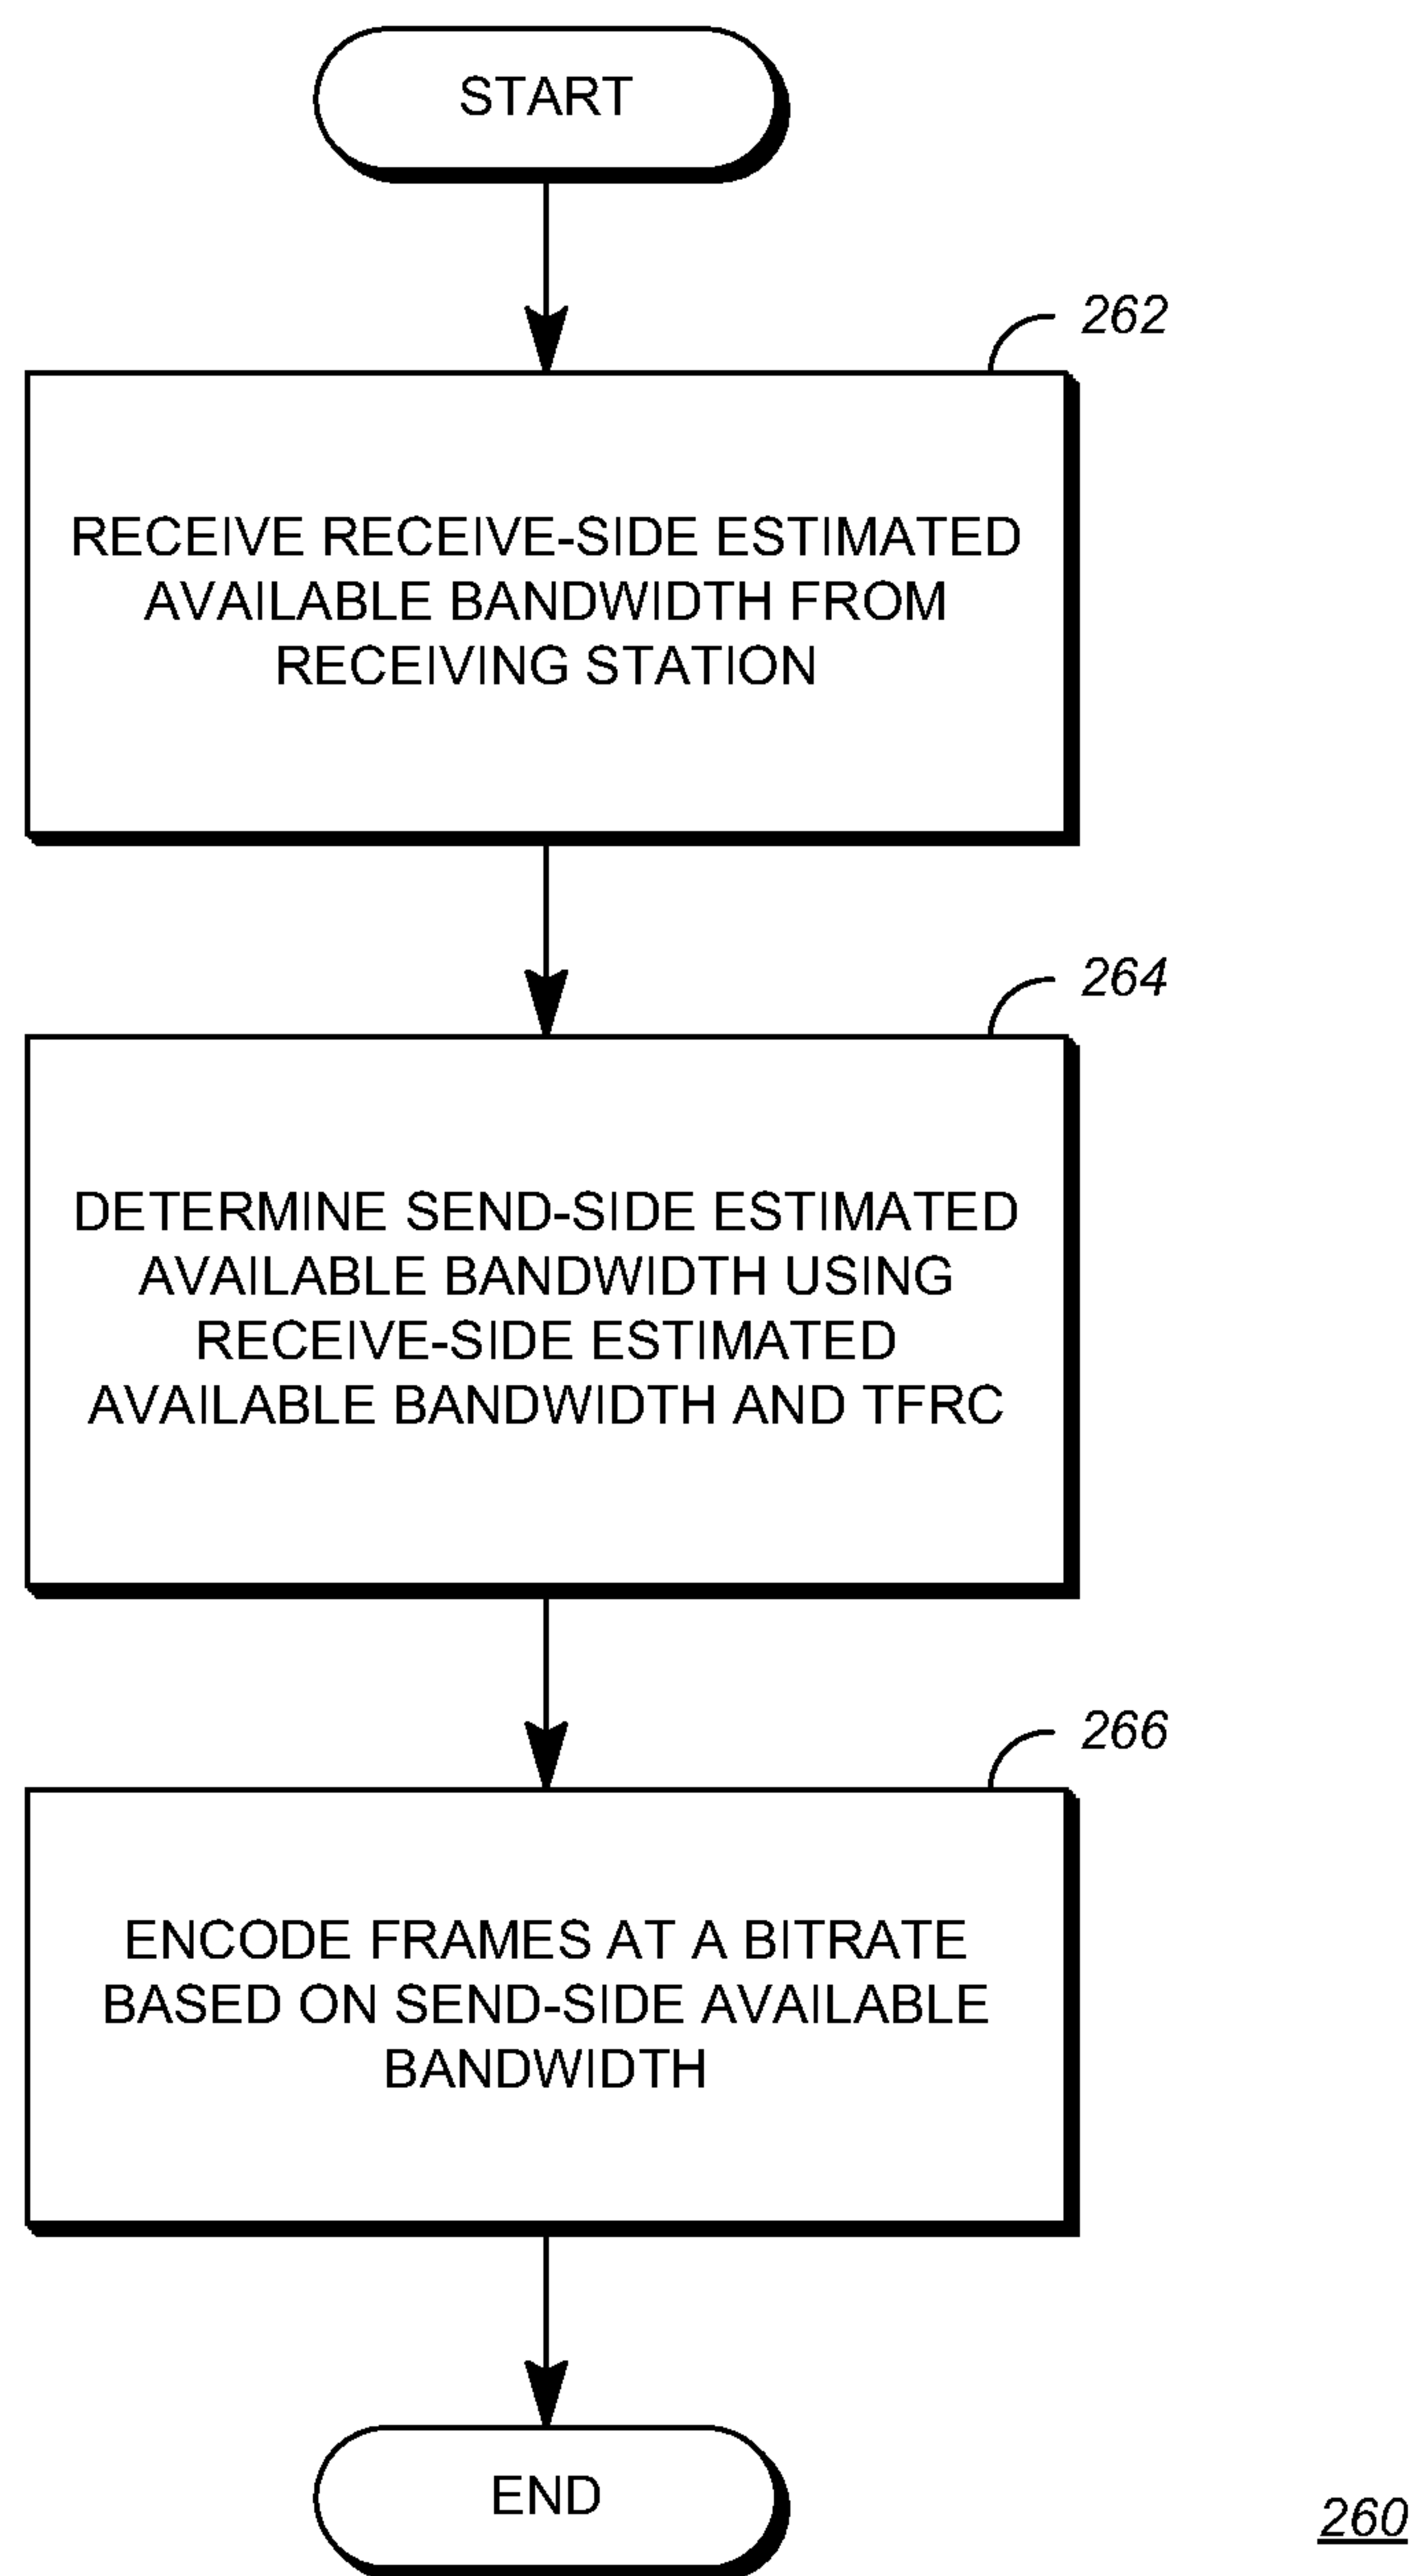 START
262
RECEIVE RECEIVE-SIDE ESTIMATED
AVAILABLE BANDWIDTH FROM
RECEIVING STATION
264
DETERMINE SEND-SIDE ESTIMATED
AVAILABLE BANDWIDTH USING
RECEIVE-SIDE ESTIMATED
AVAILABLE BANDWIDTH AND TFRC
266
ENCODE FRAMES AT A BITRATE
BASED ON SEND-SIDE AVAILABLE
BANDWIDTH
END
260